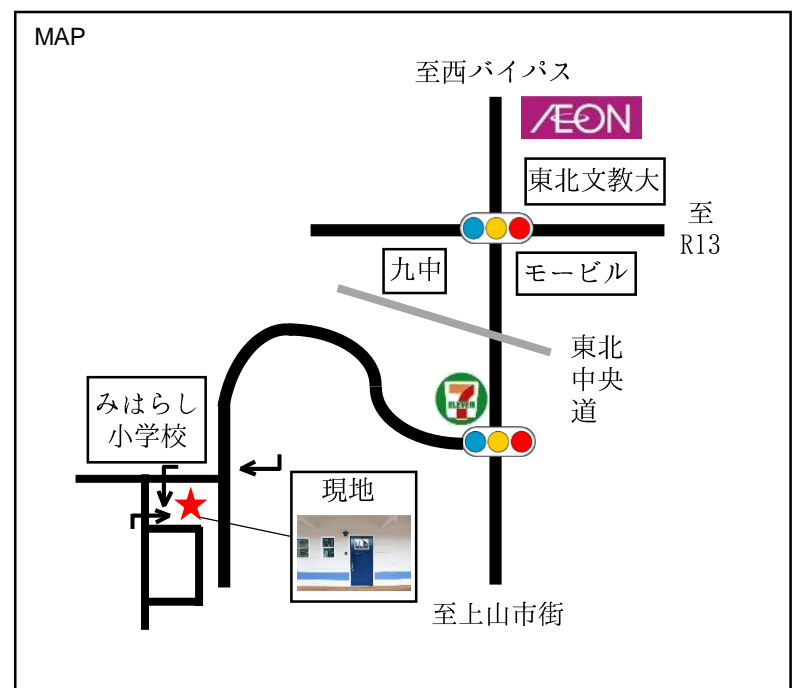 MAP
至西バイパス
ÆON
東北文教大
至
R13
九中
モービル
東北
中央
道
7
ELEVEN
みはらし
小学校
現地
至上山市街